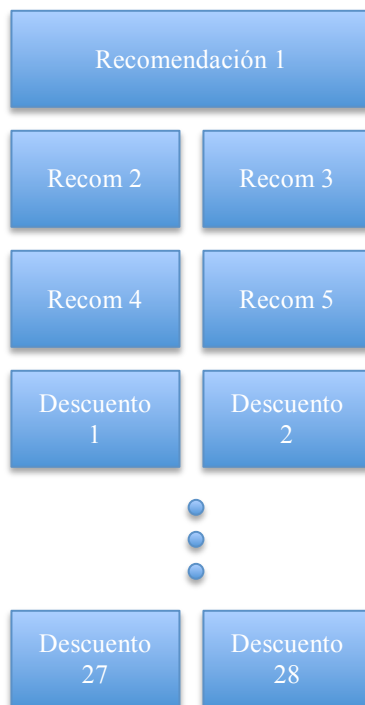 Recomendación 1
Recom 2
Recom 3
Recom 4
Recom 5
Descuento
1
Descuento
2
Descuento
27
Descuento
28